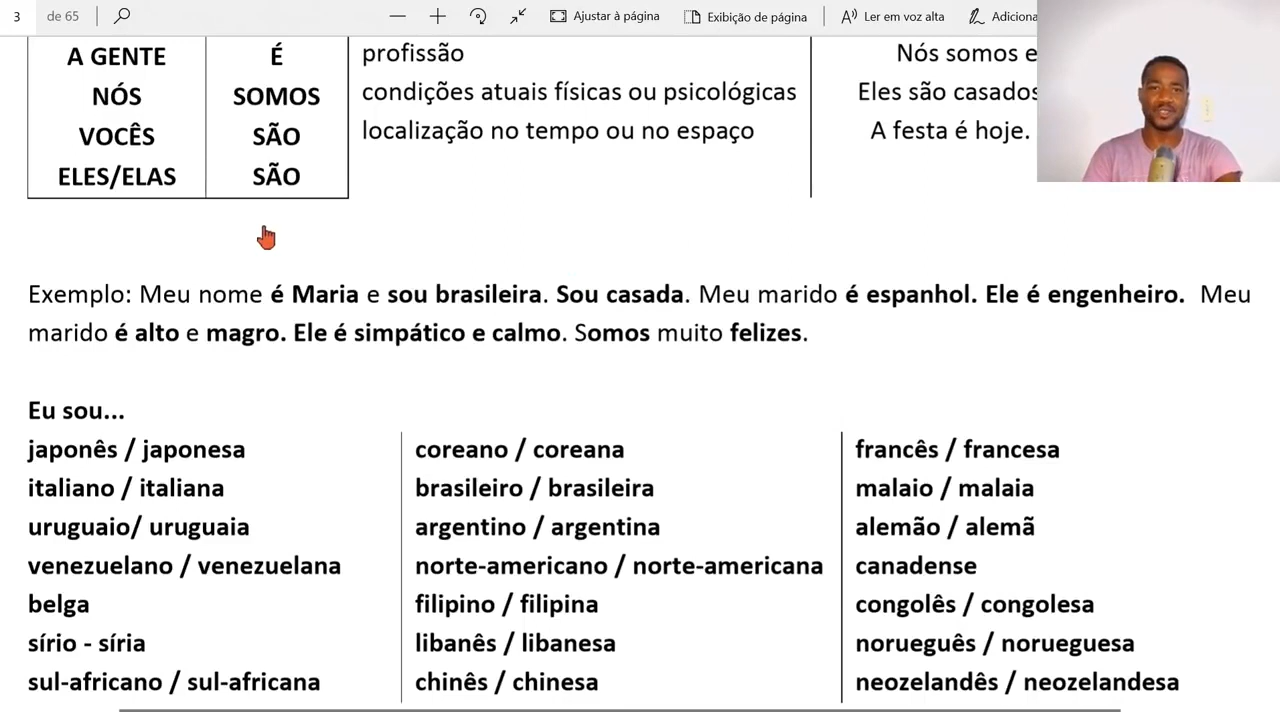 3 de 65 Ajustar à página Exibição de página Ler em voz alta Adiciona
A GENTE É profissão Nós somos e
NÓS SOMOS condições atuais físicas ou psicológicas Eles são casados
VOCÊS SÃO localização no tempo ou no espaço A festa é hoje.
ELES/ELAS SÃO
Exemplo: Meu nome é Maria e sou brasileira. Sou casada. Meu marido é espanhol. Ele é engenheiro. Meu
marido é alto e magro. Ele é simpático e calmo. Somos muito felizes.
Eu sou...
japonês / japonesa coreano / coreana francês / francesa
italiano / italiana brasileiro / brasileira malaio / malaia
uruguaio/ uruguaia argentino / argentina alemão / alemã
venezuelano / venezuelana norte-americano / norte-americana canadense
belga filipino / filipina congolês / congolesa
sírio - síria libanês / libanesa norueguês / norueguesa
sul-africano / sul-africana chinês / chinesa neozelandês / neozelandesa